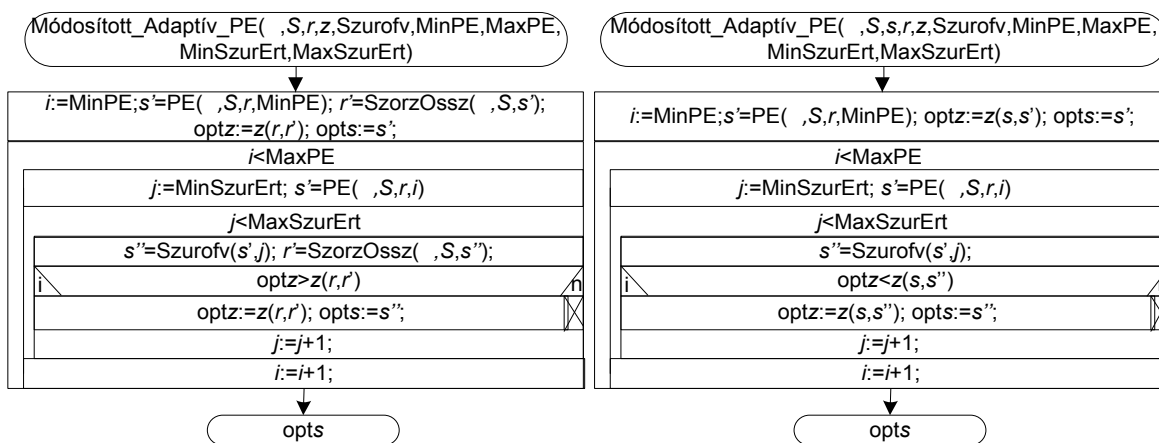 Módosított_Adaptív_PE( ,S,r,z,Szurofv,MinPE,MaxPE,
MinSzurErt,MaxSzurErt)
i:=MinPE;s'=PE( ,S,r,MinPE); r'=SzorzOssz( ,S,s');
optz:=z(r,r'); opts:=s';
i<MaxPE
j:=MinSzurErt; s'=PE( ,S,r,i)
j<MaxSzurErt
s''=Szurofv(s',j); r'=SzorzOssz( ,S,s'');
i optz>z(r,r') n
optz:=z(r,r'); opts:=s'';
j:=j+1;
i:=i+1;
opts
Módosított_Adaptív_PE( ,S,s,r,z,Szurofv,MinPE,MaxPE,
MinSzurErt,MaxSzurErt)
i:=MinPE;s'=PE( ,S,r,MinPE); optz:=z(s,s'); opts:=s';
i<MaxPE
j:=MinSzurErt; s'=PE( ,S,r,i)
j<MaxSzurErt
s''=Szurofv(s',j);
i optz<z(s,s'')
optz:=z(s,s''); opts:=s'';
j:=j+1;
i:=i+1;
opts